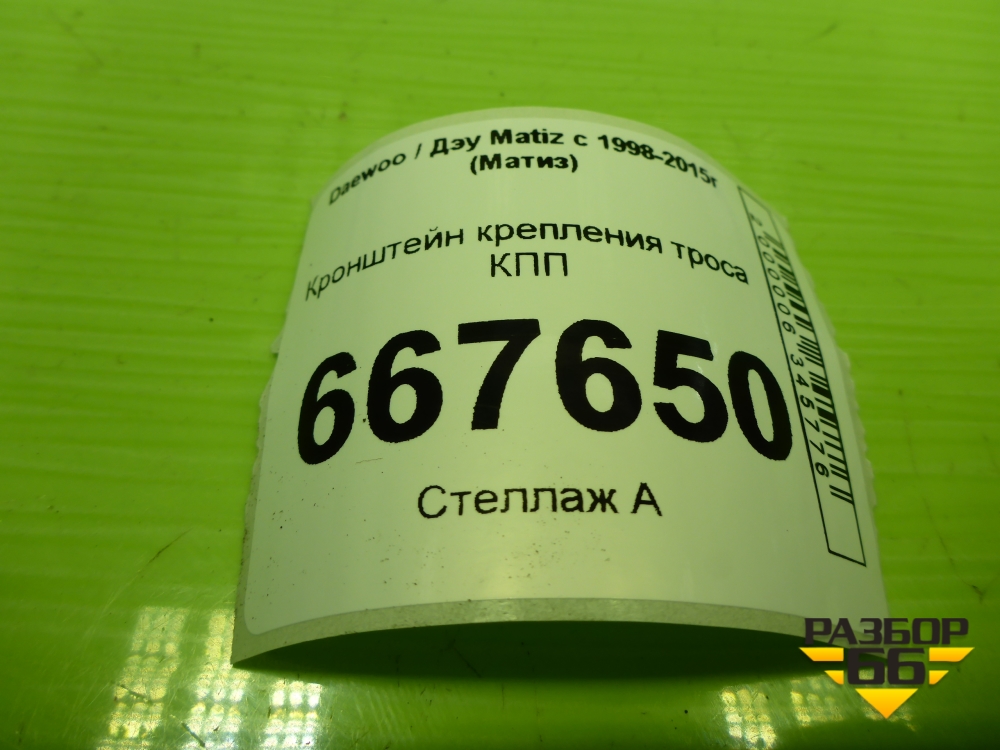 Daewoo / Дэу Matiz с 1998-2015г
(Матиз)
Кронштейн крепления троса
КПП
667650
Стеллаж А
2000006345776
РАЗБОР
66